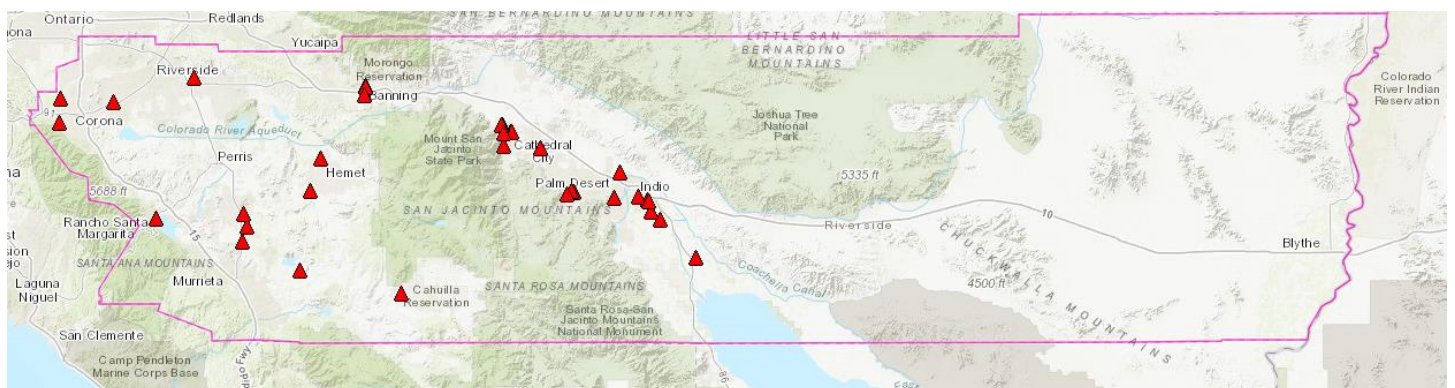 Ontario
Redlands
SAN BERNARDINO MOUNTAINS
Yucaipa
LITTLE SAN
BERNARDINO
MOUNTAINS
Riverside
Morongo
Reservation
Banning
Colorado
River Indian
Reservation
91
Corona
Colorado River Aqueduct
Joshua Tree
National
Park
Mount San
Jacinto
State Park
Cathedral
City
Perris
Hemet
5335 ft
5688 ft
Palm Desert
Indio
SAN JACINTO MOUNTAINS
Rancho Santa
Margarita
15
10
Riverside
Blythe
SANTA ANA MOUNTAINS
CHUCKWALLA MOUNTAINS
Laguna
Niguel
Murrieta
Coachella Canal
4500 ft
Cahuilla
Reservation
SANTA ROSA MOUNTAINS
Santa Rosa-San
Jacinto Mountains
National Monument
San Clemente
Camp Pendleton
Marine Corps Base
86